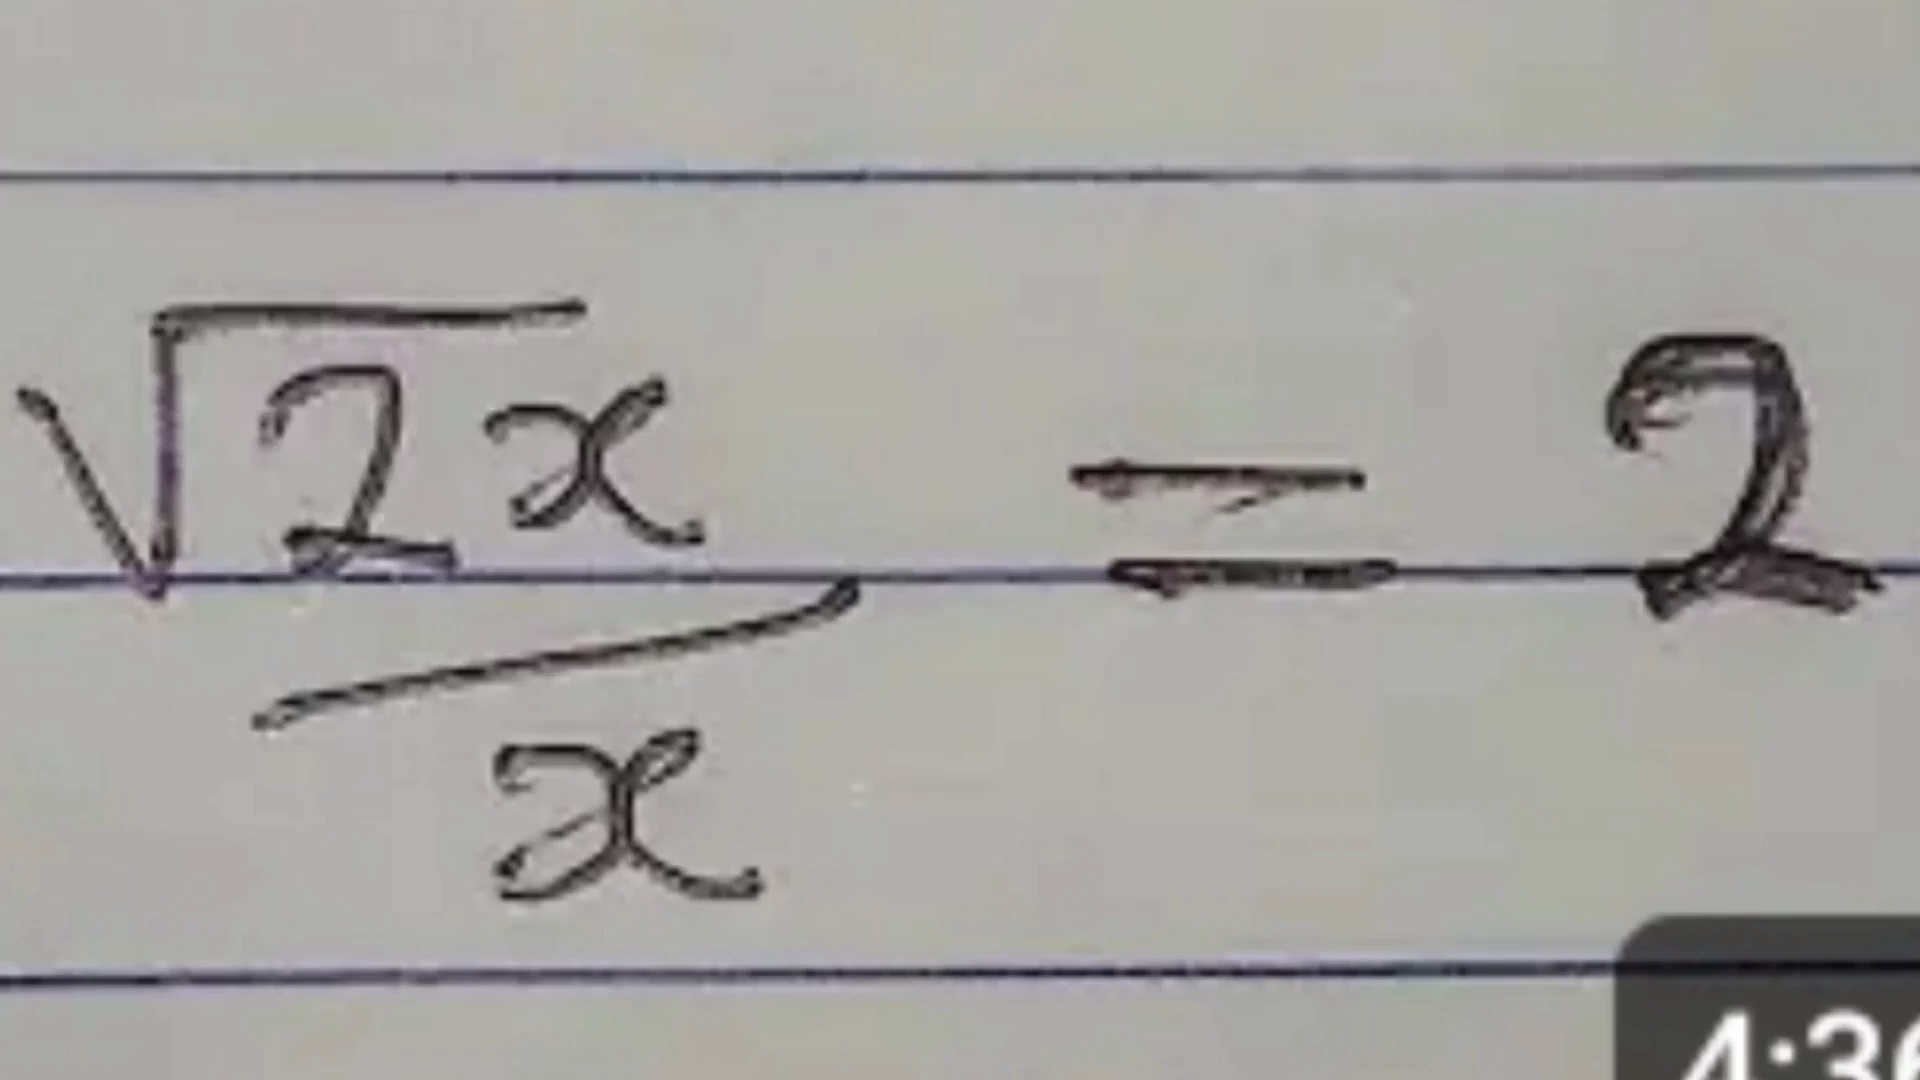 √2x = 2
x
4:36